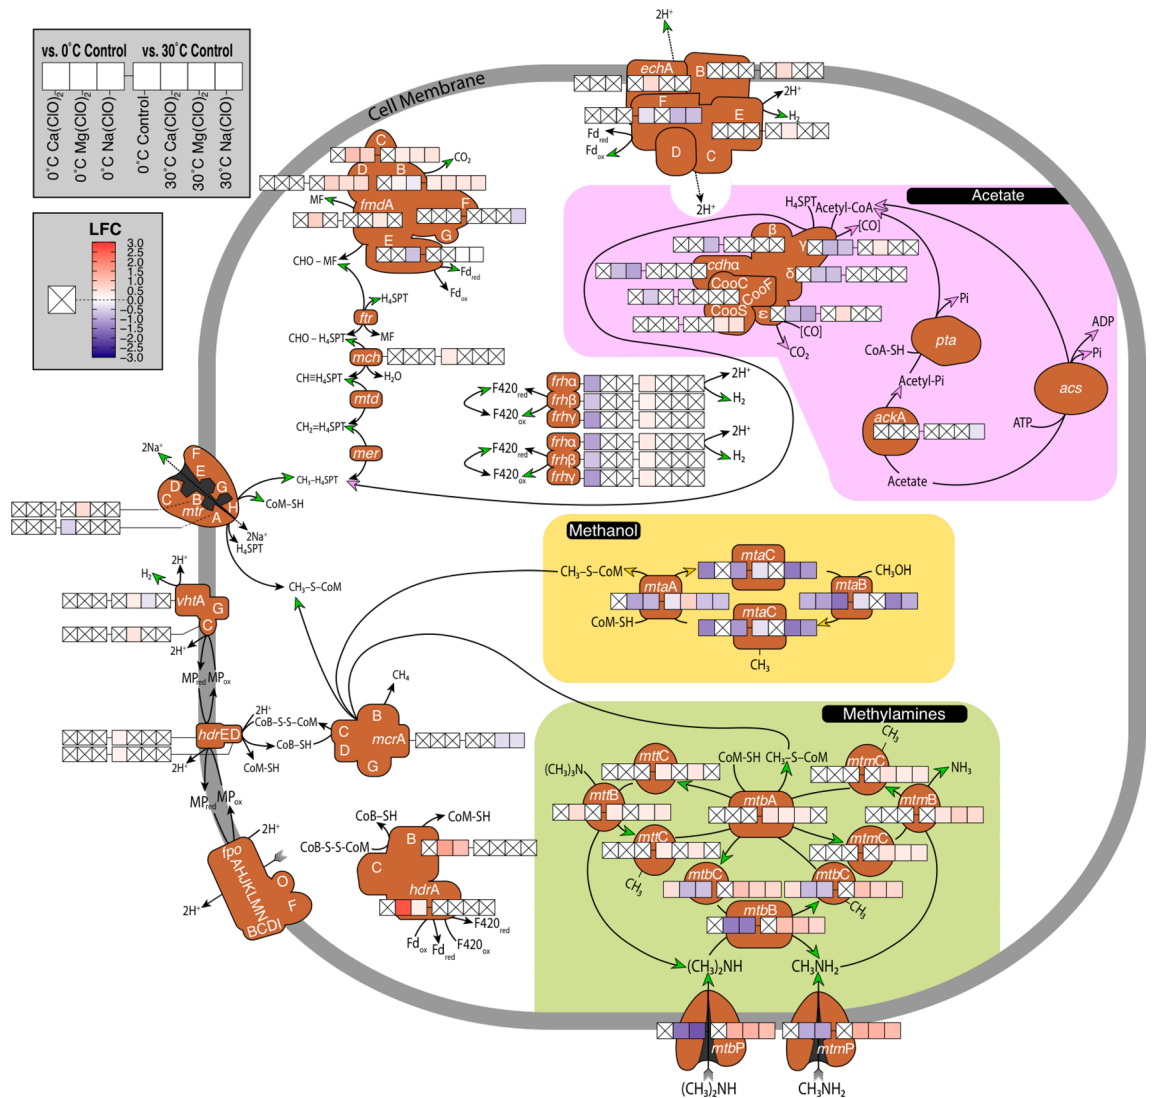 vs. 0°C Control
vs. 30°C Control
0°C Ca(ClO)2
0°C Mg(ClO)2
0°C Na(ClO)
0°C Control
30°C Ca(ClO)2
30°C Mg(ClO)2
30°C Na(ClO)
LFC
3.0
2.5
2.0
1.5
1.0
0.5
0.0
-0.5
-1.0
-1.5
-2.0
-2.5
-3.0
Cell Membrane
2H+
echA
B
F
E
D
C
2H+
H2
Fdred
Fdox
2H+
C
D
B
CO2
MF
fmdA
F
G
E
CHO – MF
Fdred
Fdox
H4SPT
ftr
CHO – H4SPT
MF
mch
CH≡H4SPT
H2O
mtd
CH2=H4SPT
mer
CH3-H4SPT
Acetate
H4SPT
Acetyl-CoA
[CO]
β
γ
cdhα
δ
CooC
CooF
CooS
ε
[CO]
CO2
Pi
pta
CoA-SH
Acetyl-Pi
ackA
Acetate
ADP
Pi
acs
ATP
F420red
F420ox
frhα
frhβ
frhγ
2H+
H2
F420red
F420ox
frhα
frhβ
frhγ
2H+
H2
2Na+
F
E
D
G
C
B
H
mtr
A
CoM-SH
2Na+
H4SPT
CH3-S-CoM
H2
2H+
vhtA
G
C
2H+
MPred
MPox
hdrED
2H+
CoB-S-S-CoM
CoB-SH
CoM-SH
2H+
MPred
MPox
fpo
2H+
AHJKLMN
O
F
BCDI
2H+
CH4
B
C
mcrA
D
G
CoB-SH
CoM-SH
CoB-S-S-CoM
B
C
hdrA
F420red
Fdox
Fdred
F420ox
Methanol
CH3-S-CoM
mtaC
mtaA
mtaB
CH3OH
mtaC
CoM-SH
CH3
Methylamines
(CH3)3N
mttC
CoM-SH
CH3-S-CoM
mtmC
CH3
NH3
mttB
mtbA
mtmB
mttC
mtmC
CH3
mtbC
mtbC
CH3
mtbB
(CH3)2NH
CH3NH2
mtbP
mtmP
(CH3)2NH
CH3NH2